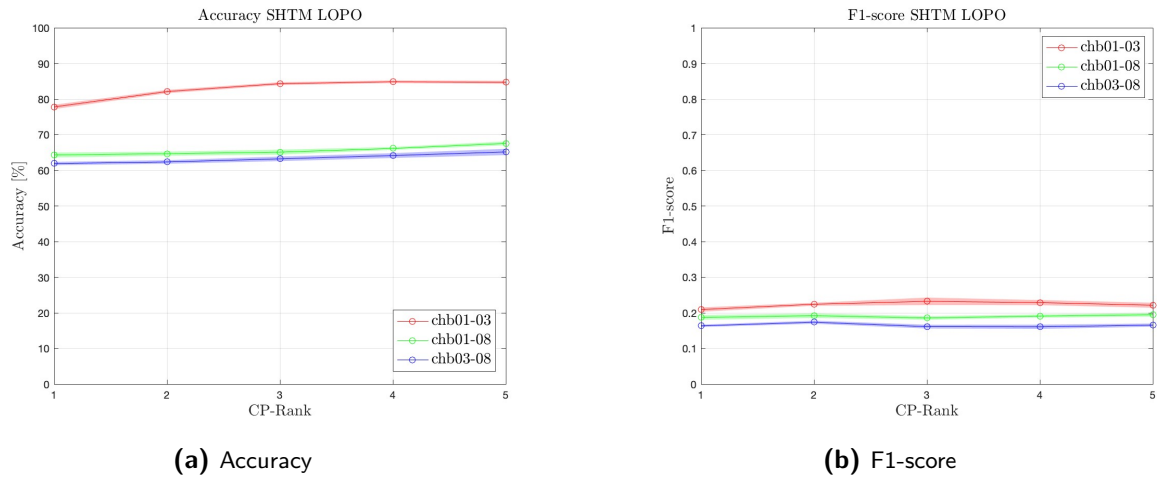 Accuracy SHTM LOPO
100
90
80
70
60
50
40
30
20
10
0
Accuracy [%]
1 2 3 4 5
CP-Rank
chb01-03
chb01-08
chb03-08
(a) Accuracy
F1-score SHTM LOPO
1
0.9
0.8
0.7
0.6
0.5
0.4
0.3
0.2
0.1
0
F1-score
1 2 3 4 5
CP-Rank
chb01-03
chb01-08
chb03-08
(b) F1-score